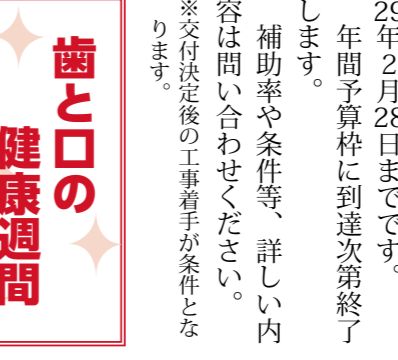 29年2月28日までです。
年間予算枠に到達次第終了
します。
補助率や条件等、詳しい内
容は問い合わせください。
※交付決定後の工事着手が条件とな
ります。
歯と口の
健康週間